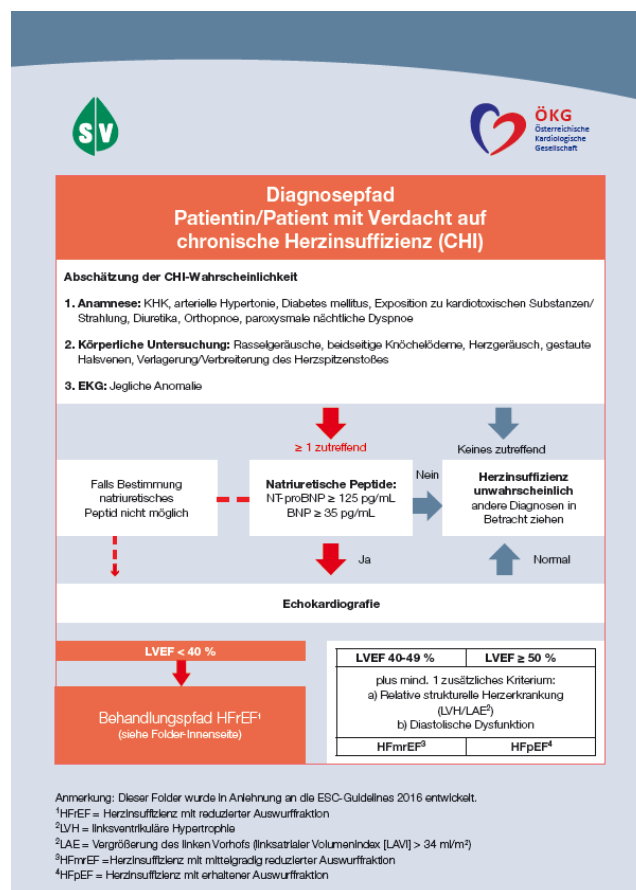 SV
ÖKG
Österreichische
Kardiologische
Gesellschaft
Diagnosepfad
Patientin/Patient mit Verdacht auf
chronische Herzinsuffizienz (CHI)
Abschätzung der CHI-Wahrscheinlichkeit
1. Anamnese: KHK, arterielle Hypertonie, Diabetes mellitus, Exposition zu kardiotoxischen Substanzen/
Strahlung, Diuretika, Orthopnoe, paroxysmale nächtliche Dyspnoe
2. Körperliche Untersuchung: Rasselgeräusche, beidseitige Knöchelödeme, Herzgeräusch, gestaute
Halsvenen, Verlagerung/Verbreiterung des Herzspitzenstoßes
3. EKG: Jegliche Anomalie
≥ 1 zutreffend
Keines zutreffend
Falls Bestimmung
natriuretisches
Peptid nicht möglich
Natriuretische Peptide:
NT-proBNP ≥ 125 pg/mL
BNP ≥ 35 pg/mL
Nein
Herzinsuffizienz
unwahrscheinlich
andere Diagnosen in
Betracht ziehen
Ja
Normal
Echokardiografie
LVEF < 40 %
Behandlungspfad HFrEF¹
(siehe Folder-Innenseite)
LVEF 40-49 %
LVEF ≥ 50 %
plus mind. 1 zusätzliches Kriterium:
a) Relative strukturelle Herzerkrankung
(LVH/LAE²)
b) Diastolische Dysfunktion
HFmrEF³
HFpEF⁴
Anmerkung: Dieser Folder wurde in Anlehnung an die ESC-Guidelines 2016 entwickelt.
¹HFrEF = Herzinsuffizienz mit reduzierter Auswurffraktion
²LVH = linksventrikuläre Hypertrophie
²LAE = Vergrößerung des linken Vorhofs (linksatrialer Volumenindex [LAVI] > 34 ml/m²)
³HFmrEF =Herzinsuffizienz mit mittelgradig reduzierter Auswurffraktion
⁴HFpEF = Herzinsuffizienz mit erhaltener Auswurffraktion